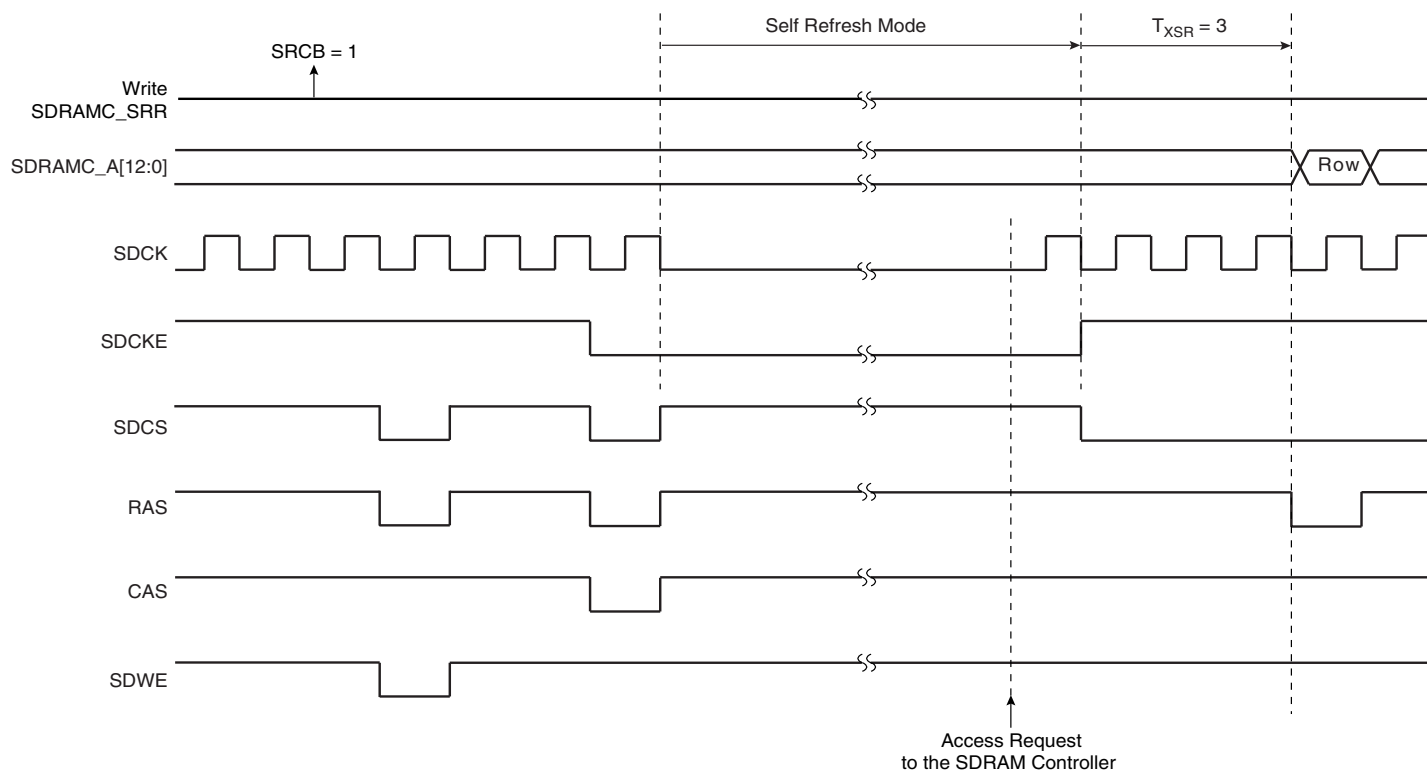 Self Refresh Mode
T_XSR = 3
SRCB = 1
Write
SDRAMC_SRR
SDRAMC_A[12:0]
Row
SDCK
SDCKE
SDCS
RAS
CAS
SDWE
Access Request
to the SDRAM Controller